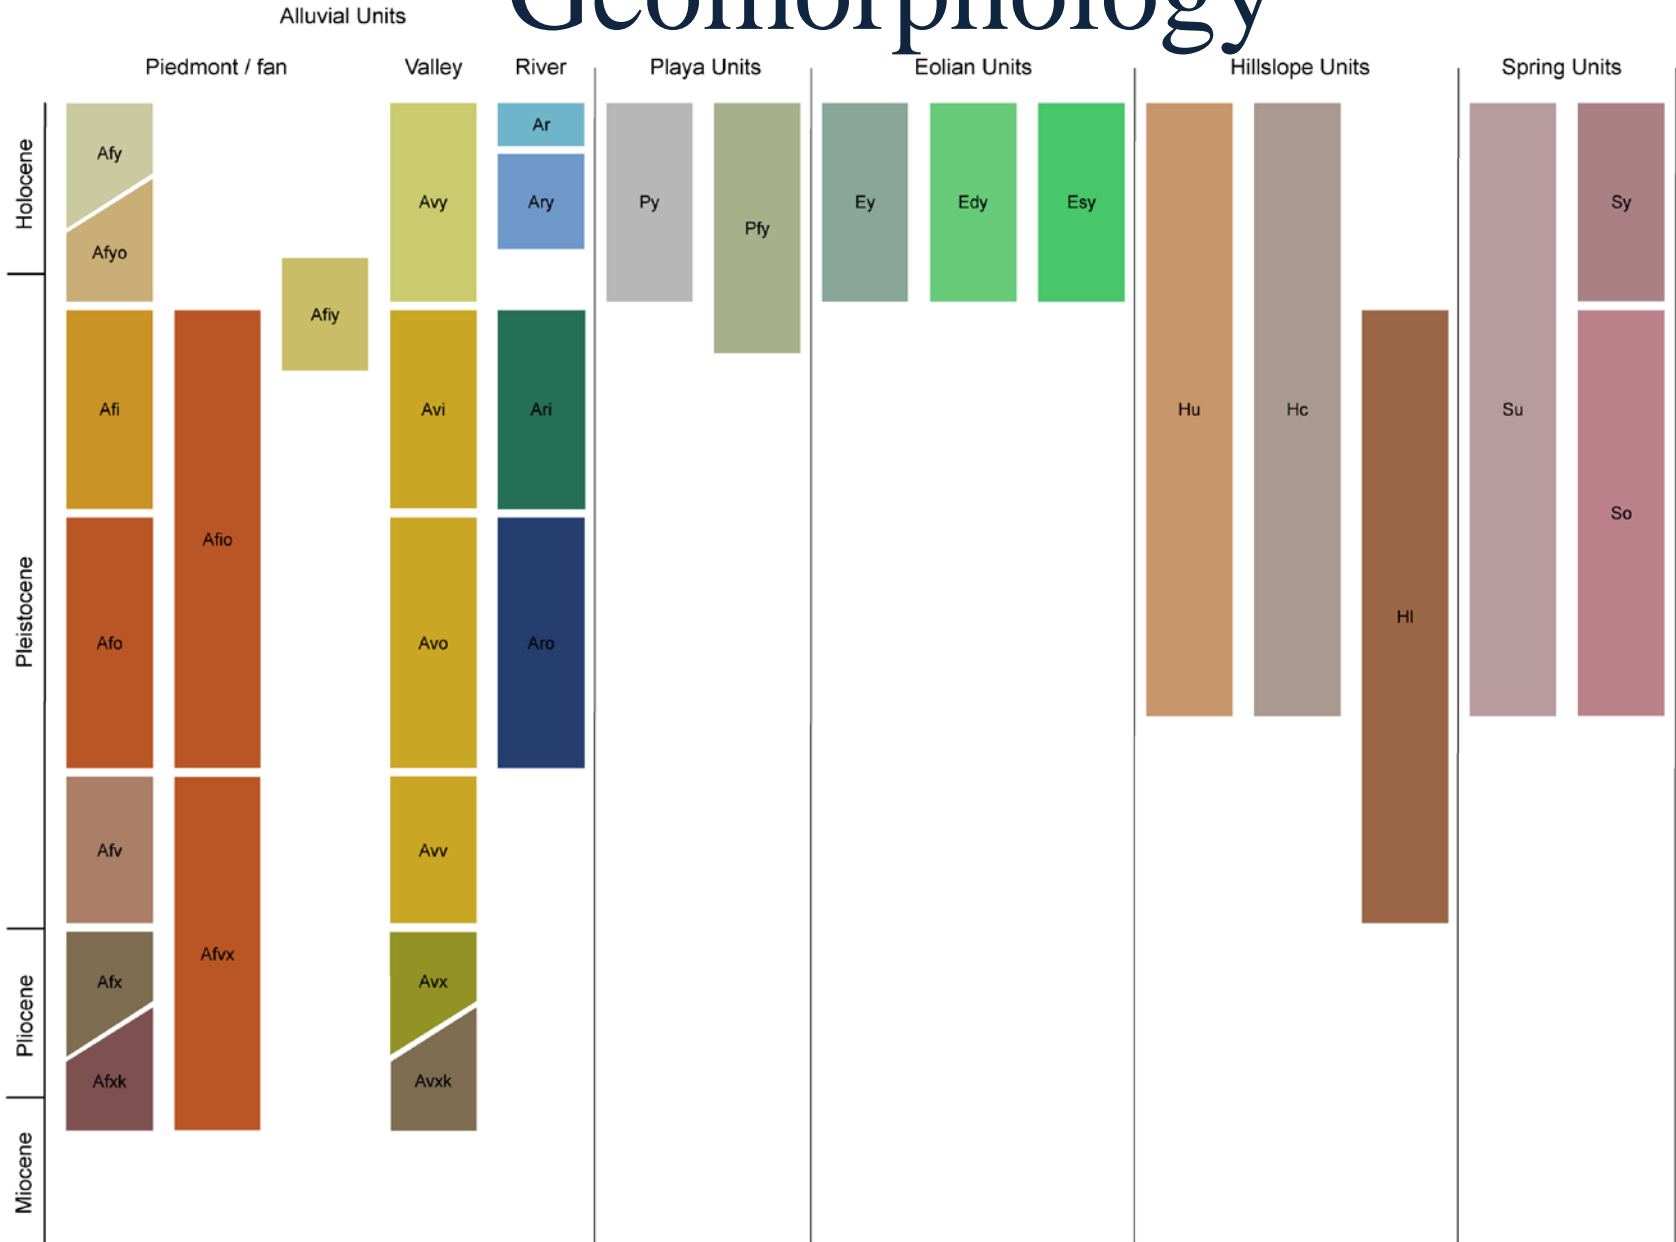 Geomorphology
Alluvial Units
Piedmont / fan
Valley
River
Playa Units
Eolian Units
Hillslope Units
Spring Units
Holocene
Pleistocene
Pliocene
Miocene
Afy
Afyo
Afi
Afo
Afv
Afx
Afxk
Afio
Afvx
Afiy
Avy
Avi
Avo
Avv
Avx
Avxk
Ar
Ary
Ari
Aro
Py
Pfy
Ey
Edy
Esy
Hu
Hc
Hl
Su
Sy
So